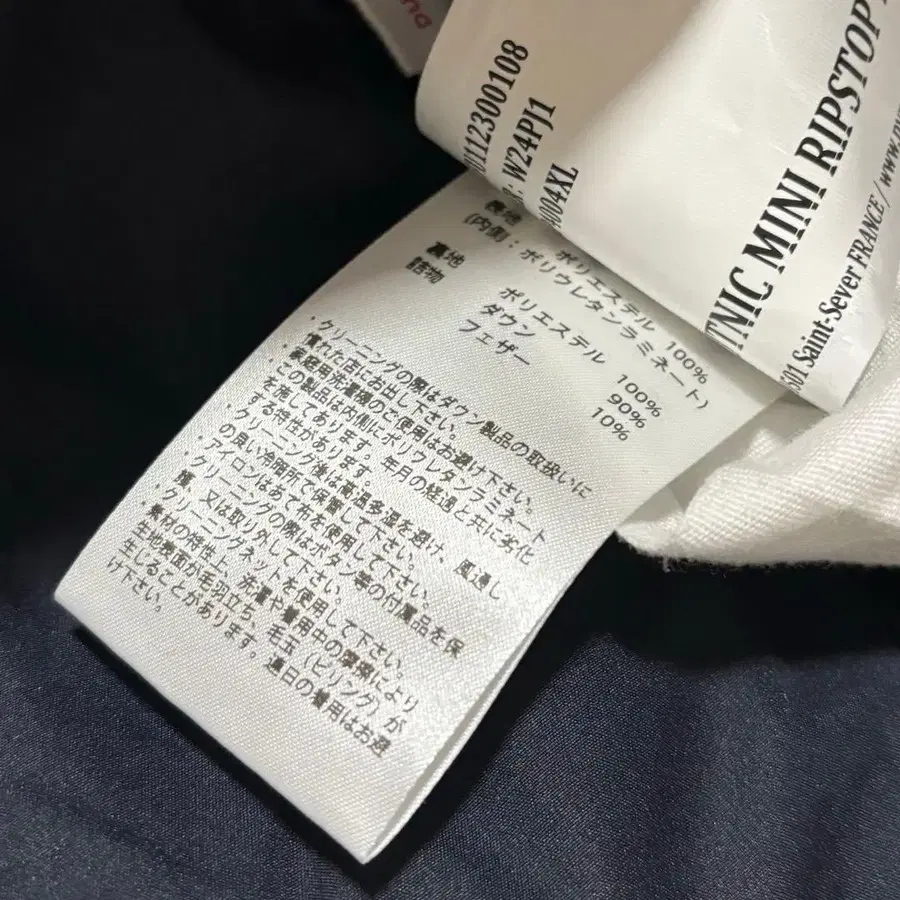 na
01112300108
: W24PJ1
004XL
TNIC MINI RIPSTOP
501 Saint-Sever FRANCE / www.
表地 ポリエステル 100%
(内側: ポリウレタンラミネート)
裏地 ポリエステル 100%
詰物 ダウン 90%
フェザー 10%
・クリーニングの際はダウン製品の取扱いに
慣れた店にお出し下さい。
・家庭用洗濯機のご使用はお避け下さい。
この製品は内側にポリウレタンラミネート
を施しております。年月の経過と共に劣化
する特性があります。
・クリーニング後は高温多湿を避け、風通し
の良い冷暗所で保管して下さい。
・アイロンはあて布を使用して下さい。
・クリーニングの際はボタン等の付属品を保
護、又は取り外して下さい。
・クリーニングネットを使用して下さい。
・素材の特性上、洗濯や着用中の摩擦により
生地表面が毛羽立ち、毛玉(ピリング)が
生じることがあります。連日の着用はお避
け下さい。